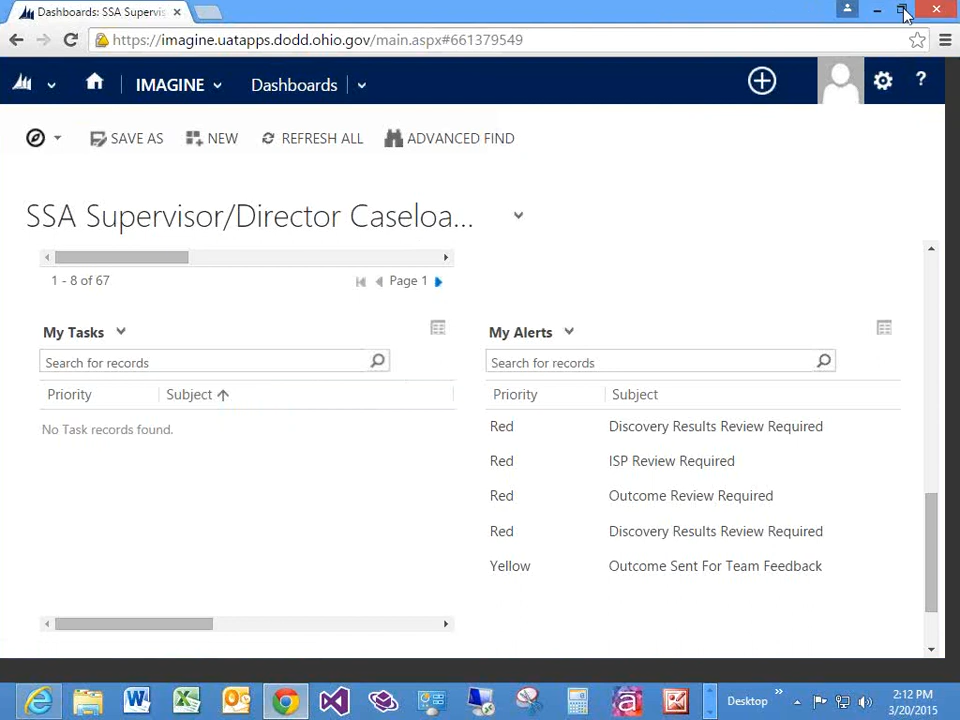 Dashboards: SSA Supervis
https://imagine.uatapps.dodd.ohio.gov/main.aspx#661379549
IMAGINE Dashboards ?
SAVE AS NEW REFRESH ALL ADVANCED FIND
SSA Supervisor/Director Caseloa...
1 - 8 of 67 Page 1
My Tasks My Alerts
Search for records Search for records
Priority Subject Priority Subject
No Task records found. Red Discovery Results Review Required
Red ISP Review Required
Red Outcome Review Required
Red Discovery Results Review Required
Yellow Outcome Sent For Team Feedback
Desktop
2:12 PM
3/20/2015